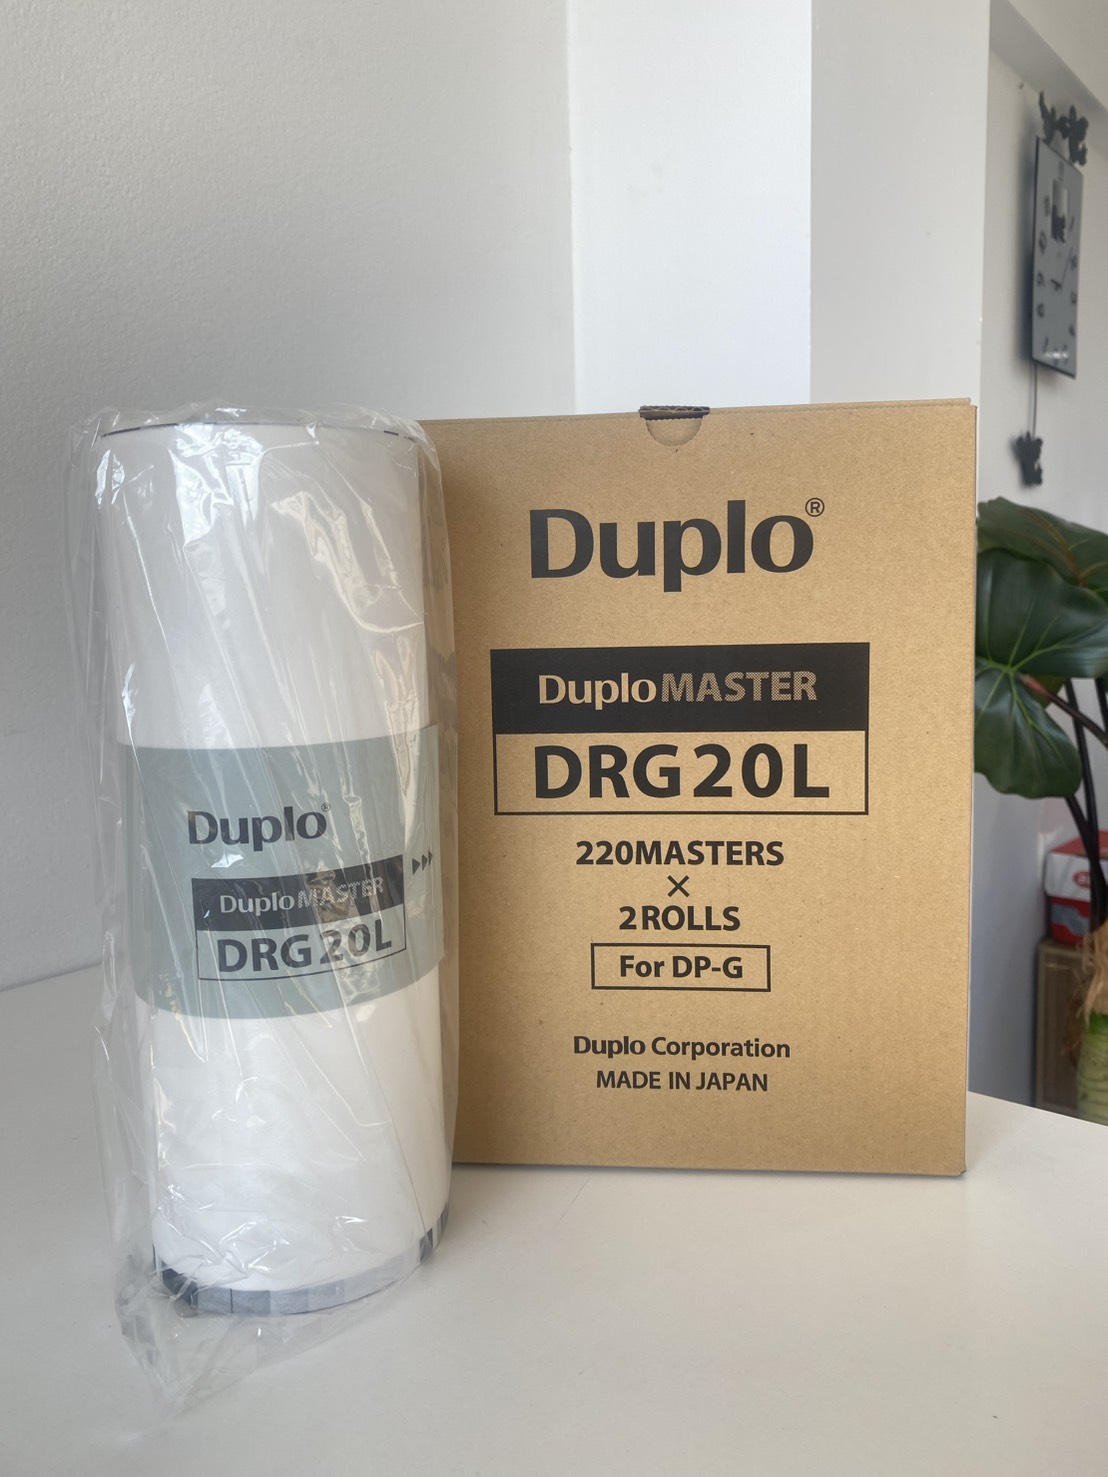 Duplo®
DuploMASTER
DRG20L
220MASTERS
×
2ROLLS
For DP-G
Duplo Corporation
MADE IN JAPAN
Duplo®
DuploMASTER
DRG20L